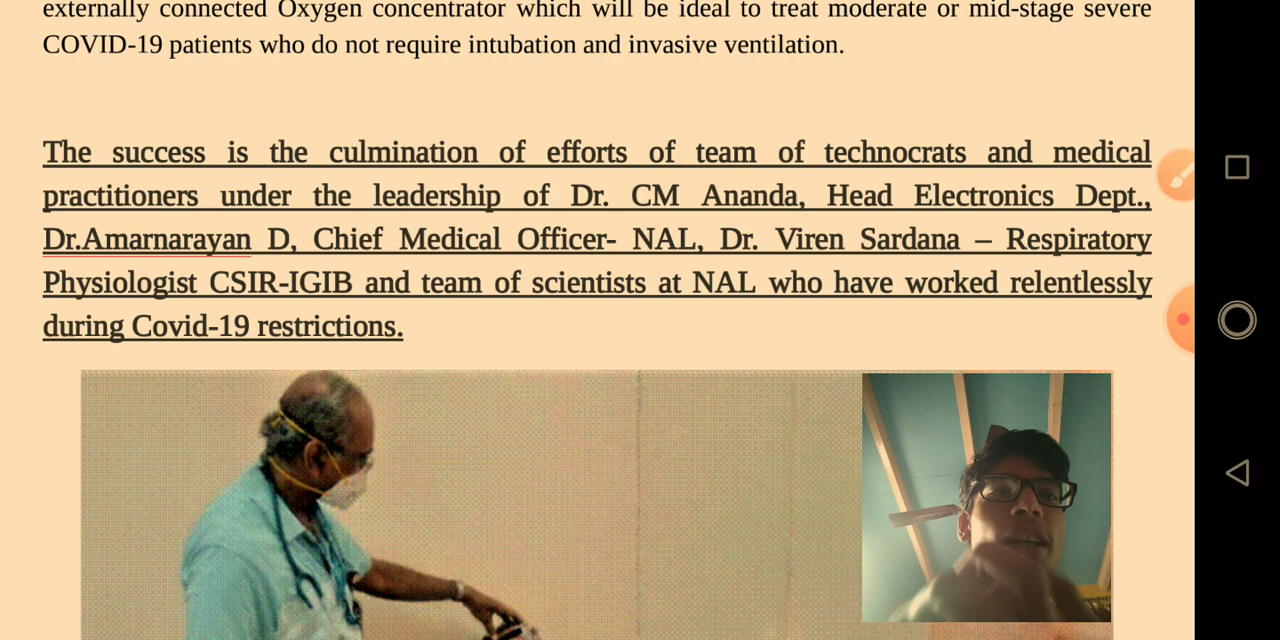 externally connected Oxygen concentrator which will be ideal to treat moderate or mid-stage severe
COVID-19 patients who do not require intubation and invasive ventilation.
The success is the culmination of efforts of team of technocrats and medical
practitioners under the leadership of Dr. CM Ananda, Head Electronics Dept.,
Dr.Amarnarayan D, Chief Medical Officer- NAL, Dr. Viren Sardana – Respiratory
Physiologist CSIR-IGIB and team of scientists at NAL who have worked relentlessly
during Covid-19 restrictions.